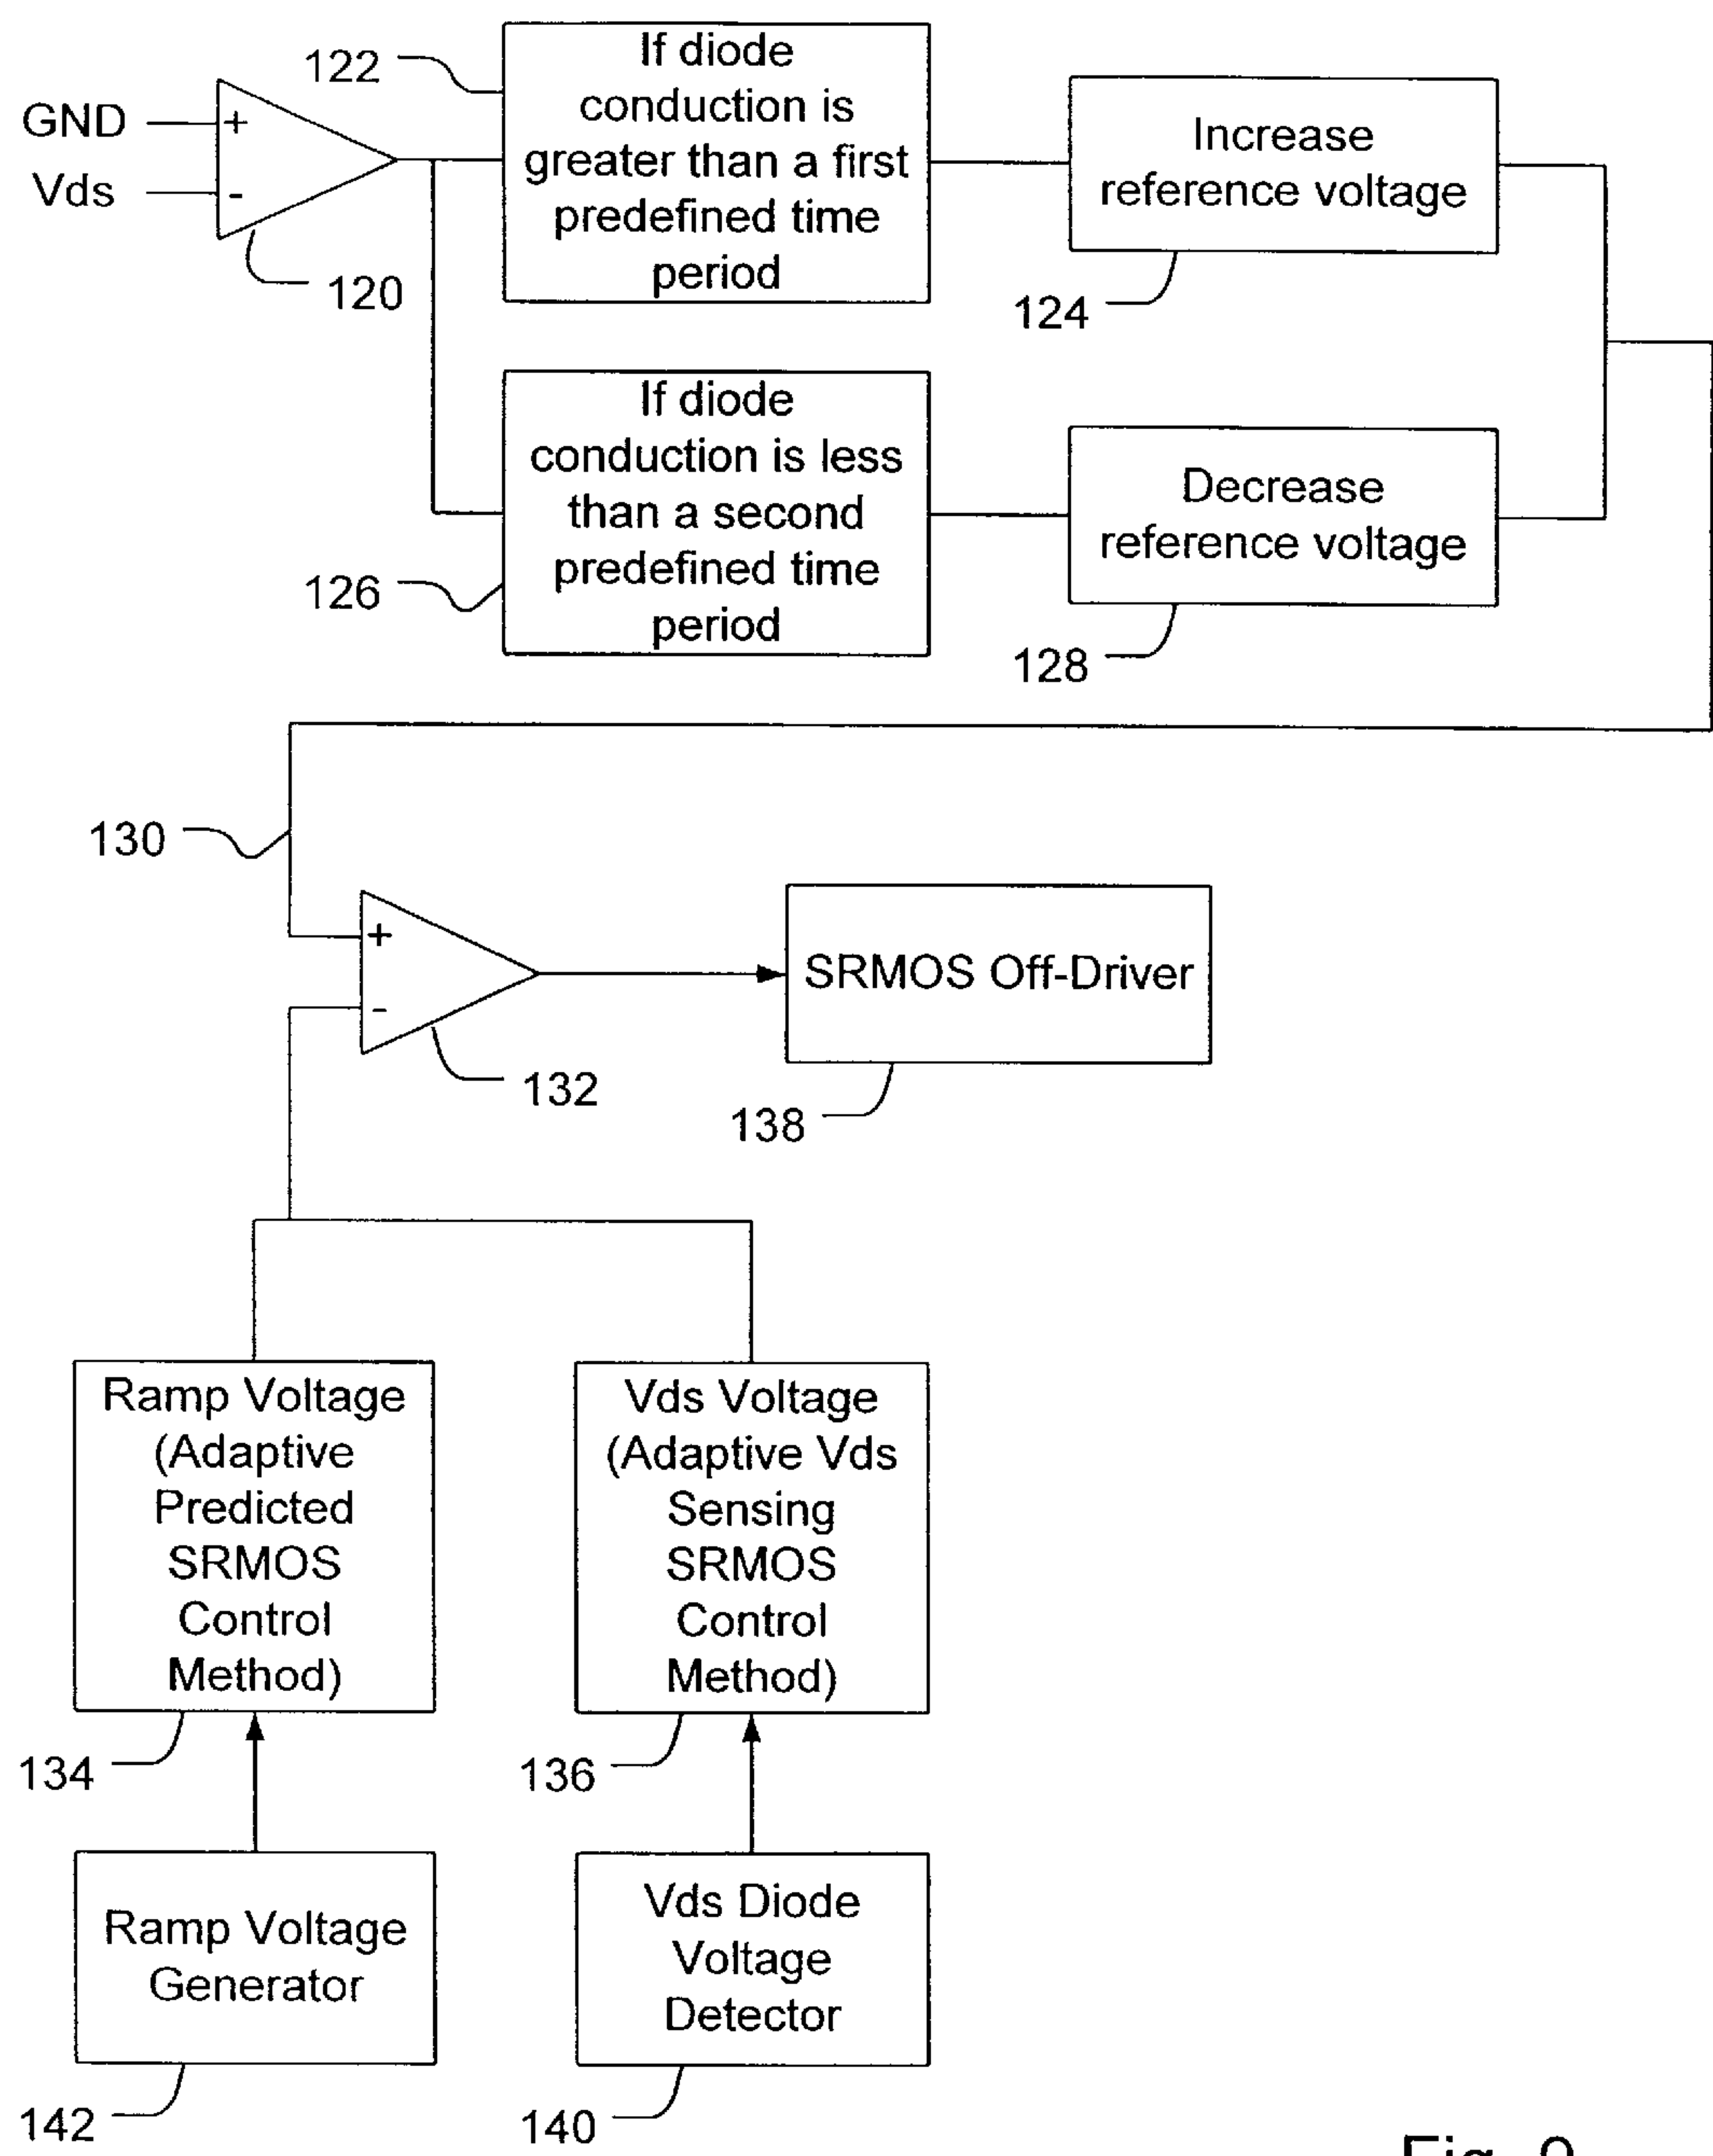 122
If diode
conduction is
greater than a first
predefined time
period
GND
+
Vds
-
120
Increase
reference voltage
124
If diode
conduction is less
than a second
predefined time
period
126
Decrease
reference voltage
128
130
+
-
132
SRMOS Off-Driver
138
Ramp Voltage
(Adaptive
Predicted
SRMOS
Control
Method)
134
Vds Voltage
(Adaptive Vds
Sensing
SRMOS
Control
Method)
136
Ramp Voltage
Generator
142
Vds Diode
Voltage
Detector
140